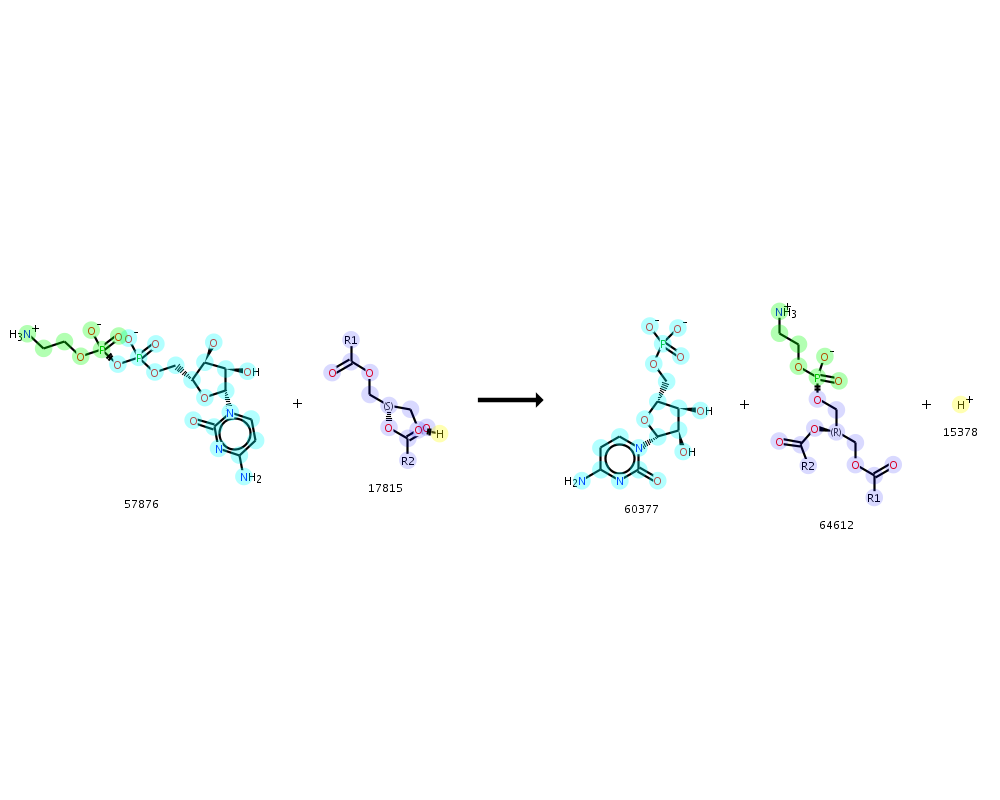 H3N+ O O- P O O O- P O O O O OH N O N NH2
57876
+
R1 O O (S) O O O H R2
17815
O- O- P O O O OH OH N O N H2N
60377
+
NH3+ O O- P O O O (R) O R2 O O R1
64612
+
H+
15378